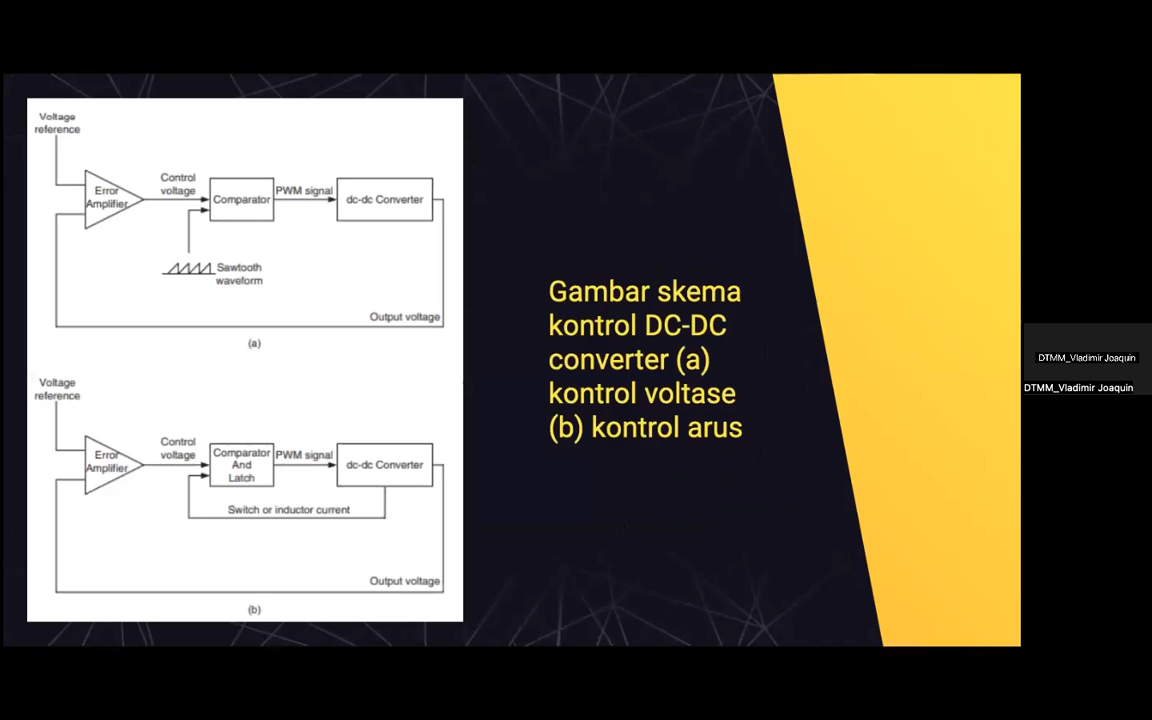 Voltage
reference
Error
Amplifier
Control
voltage
Comparator
PWM signal
dc-dc Converter
Sawtooth
waveform
Output voltage
(a)
Voltage
reference
Error
Amplifier
Control
voltage
Comparator
And
Latch
PWM signal
dc-dc Converter
Switch or inductor current
Output voltage
(b)
Gambar skema
kontrol DC-DC
converter (a)
kontrol voltase
(b) kontrol arus
DTMM_Vladimir Joaquin
DTMM_Vladimir Joaquin